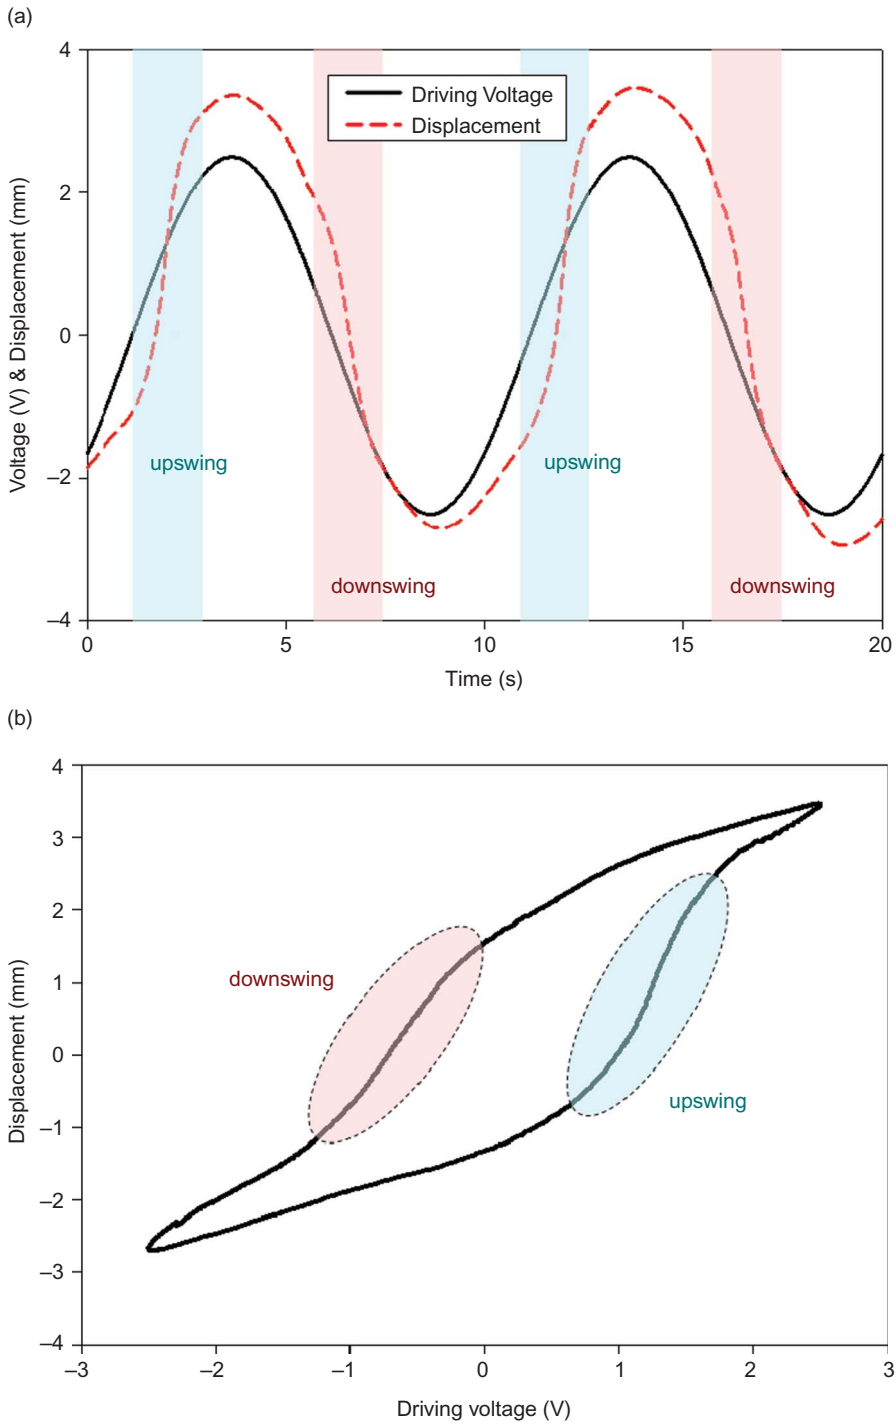 (a)
4
2
0
–2
–4
Voltage (V) & Displacement (mm)
Driving Voltage
Displacement
upswing
upswing
downswing
downswing
0
5
10
15
20
Time (s)
(b)
4
3
2
1
0
–1
–2
–3
–4
Displacement (mm)
downswing
upswing
–3
–2
–1
0
1
2
3
Driving voltage (V)